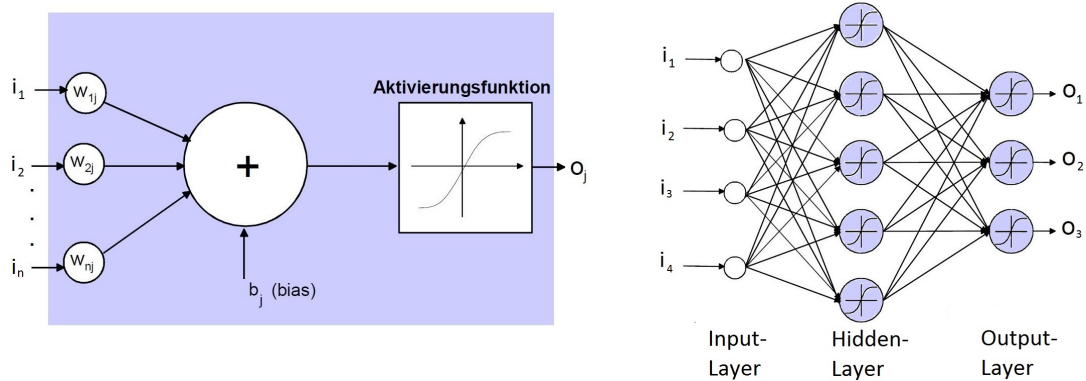 i1
w1j
i2
w2j
.
.
.
in
wnj
+
bj (bias)
Aktivierungsfunktion
oj
i1
i2
i3
i4
o1
o2
o3
Input-
Layer
Hidden-
Layer
Output-
Layer